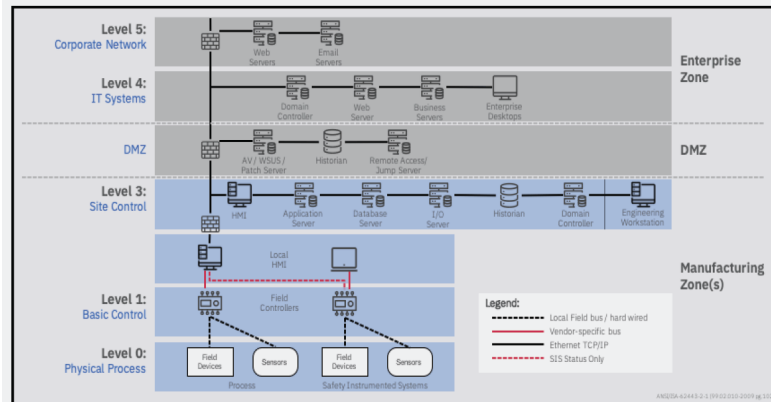 Level 5:
Corporate Network
Web
Servers
Email
Servers
Enterprise
Zone
Level 4:
IT Systems
Domain
Controller
Web
Server
Business
Servers
Enterprise
Desktops
DMZ
AV / WSUS /
Patch Server
Historian
Remote Access/
Jump Server
DMZ
Level 3:
Site Control
HMI
Application
Server
Database
Server
I/O
Server
Historian
Domain
Controller
Engineering
Workstation
Local
HMI
Manufacturing
Zone(s)
Level 1:
Basic Control
Field
Controllers
Level 0:
Physical Process
Field
Devices
Sensors
Field
Devices
Sensors
Process
Safety Instrumented Systems
Legend:
Local Field bus / hard wired
Vendor-specific bus
Ethernet TCP/IP
SIS Status Only